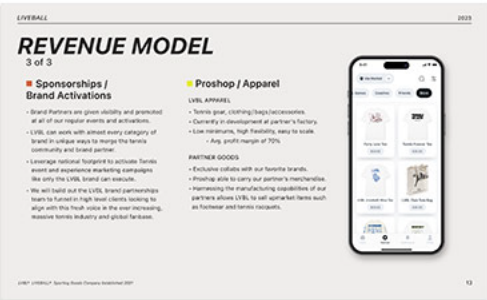 LIVEBALL
2023
REVENUE MODEL
3 of 3
Sponsorships /
Brand Activations
- Brand Partners are given visibility and promoted
at all of our regular events and activations.
- LVBL can work with almost every category of
brand in unique ways to merge the tennis
community and brand partner.
- Leverage national footprint to activate Tennis
event and experience marketing campaigns
like only the LVBL brand can execute.
- We will build out the LVBL brand partnerships
team to funnel in high level clients looking to
align with this fresh voice in the ever increasing,
massive tennis industry and global fanbase.
Proshop / Apparel
LVBL APPAREL
- Tennis gear, clothing/bags/accessories.
- Currently in development at partner's factory.
- Low minimums, high flexibility, easy to scale.
- Avg. profit margin of 70%
PARTNER GOODS
- Exclusive collabs with our favorite brands.
- Proshop able to carry our partner's merchandise.
- Harnessing the manufacturing capabilities of our
partners allows LVBL to sell upmarket items such
as footwear and tennis racquets.
LVBL® LIVEBALL® Sporting Goods Company Established 2021
12